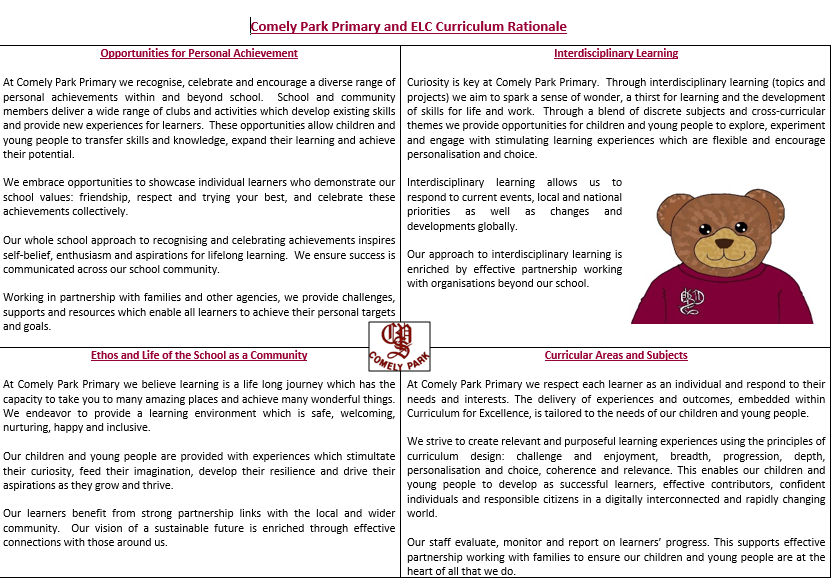 Comely Park Primary and ELC Curriculum Rationale
Opportunities for Personal Achievement
At Comely Park Primary we recognise, celebrate and encourage a diverse range of
personal achievements within and beyond school. School and community
members deliver a wide range of clubs and activities which develop existing skills
and provide new experiences for learners. These opportunities allow children and
young people to transfer skills and knowledge, expand their learning and achieve
their potential.
We embrace opportunities to showcase individual learners who demonstrate our
school values: friendship, respect and trying your best, and celebrate these
achievements collectively.
Our whole school approach to recognising and celebrating achievements inspires
self-belief, enthusiasm and aspirations for lifelong learning. We ensure success is
communicated across our school community.
Working in partnership with families and other agencies, we provide challenges,
supports and resources which enable all learners to achieve their personal targets
and goals.
Interdisciplinary Learning
Curiosity is key at Comely Park Primary. Through interdisciplinary learning (topics and
projects) we aim to spark a sense of wonder, a thirst for learning and the development
of skills for life and work. Through a blend of discrete subjects and cross-curricular
themes we provide opportunities for children and young people to explore, experiment
and engage with stimulating learning experiences which are flexible and encourage
personalisation and choice.
Interdisciplinary learning allows us to
respond to current events, local and national
priorities as well as changes and
developments globally.
Our approach to interdisciplinary learning is
enriched by effective partnership working
with organisations beyond our school.
COMELY PARK
Ethos and Life of the School as a Community
At Comely Park Primary we believe learning is a life long journey which has the
capacity to take you to many amazing places and achieve many wonderful things.
We endeavor to provide a learning environment which is safe, welcoming,
nurturing, happy and inclusive.
Our children and young people are provided with experiences which stimultate
their curiosity, feed their imagination, develop their resilience and drive their
aspirations as they grow and thrive.
Our learners benefit from strong partnership links with the local and wider
community. Our vision of a sustainable future is enriched through effective
connections with those around us.
Curricular Areas and Subjects
At Comely Park Primary we respect each learner as an individual and respond to their
needs and interests. The delivery of experiences and outcomes, embedded within
Curriculum for Excellence, is tailored to the needs of our children and young people.
We strive to create relevant and purposeful learning experiences using the principles of
curriculum design: challenge and enjoyment, breadth, progression, depth,
personalisation and choice, coherence and relevance. This enables our children and
young people to develop as successful learners, effective contributors, confident
individuals and responsible citizens in a digitally interconnected and rapidly changing
world.
Our staff evaluate, monitor and report on learners' progress. This supports effective
partnership working with families to ensure our children and young people are at the
heart of all that we do.